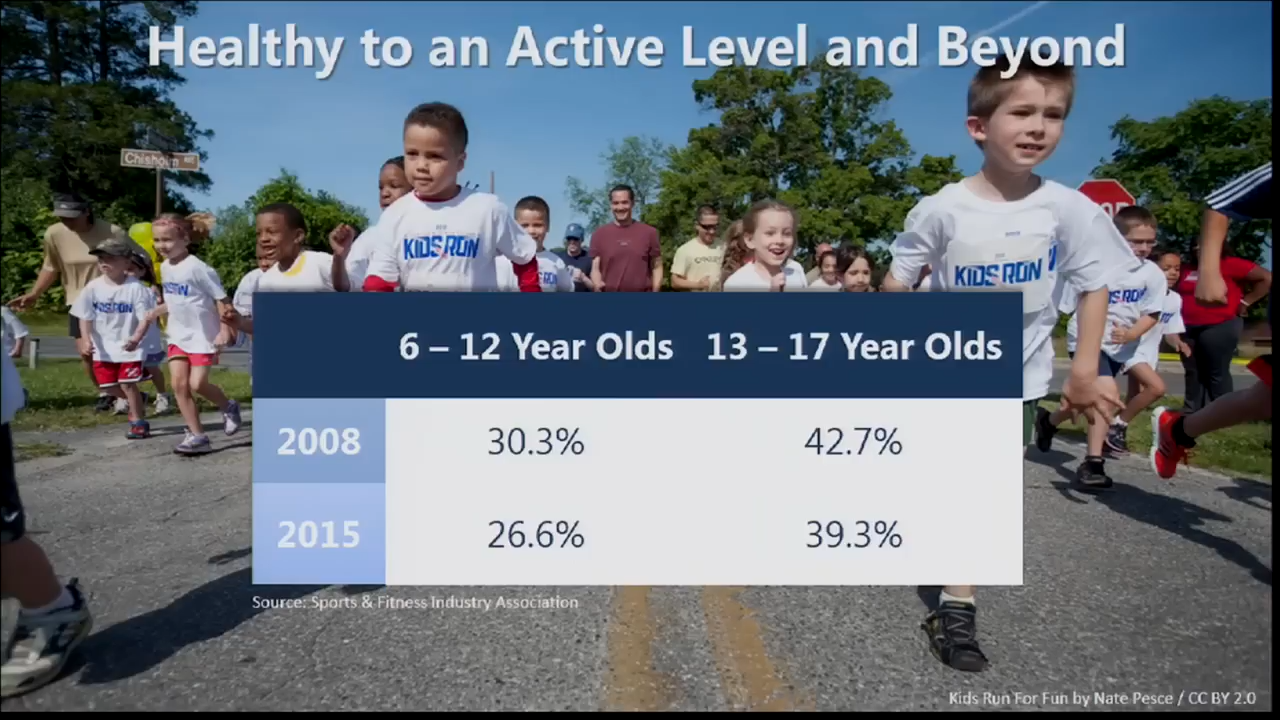 Healthy to an Active Level and Beyond
Chisholm
KIDS RUN
KIDS RUN
6 – 12 Year Olds 13 – 17 Year Olds
2008 30.3% 42.7%
2015 26.6% 39.3%
Source: Sports & Fitness Industry Association
Kids Run For Fun by Nate Pesce / CC BY 2.0